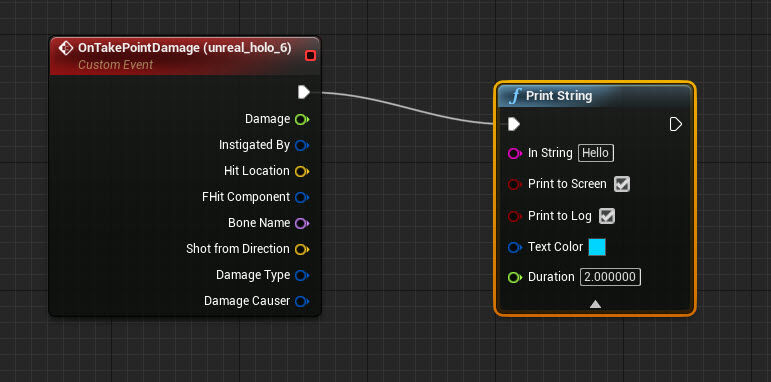 OnTakePointDamage (unreal_holo_6)
Custom Event
Damage
Instigated By
Hit Location
FHit Component
Bone Name
Shot from Direction
Damage Type
Damage Causer
f Print String
In String Hello
Print to Screen
Print to Log
Text Color
Duration 2.000000